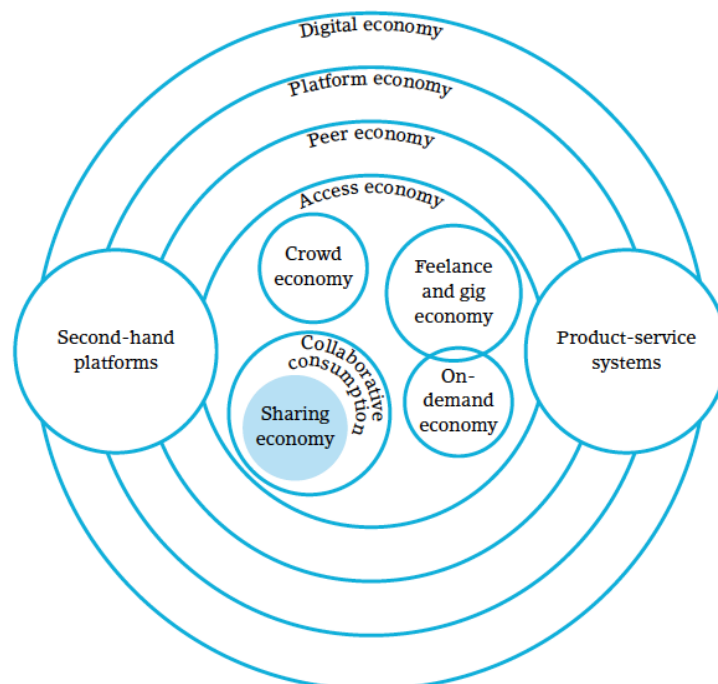 Digital economy
Platform economy
Peer economy
Access economy
Crowd
economy
Feelance
and gig
economy
Second-hand
platforms
Product-service
systems
Collaborative
consumption
On-
demand
economy
Sharing
economy